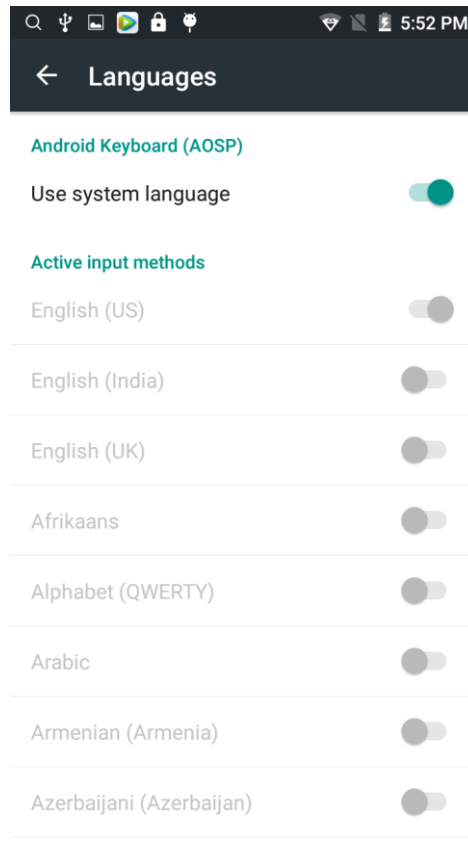 5:52 PM
Languages
Android Keyboard (AOSP)
Use system language
Active input methods
English (US)
English (India)
English (UK)
Afrikaans
Alphabet (QWERTY)
Arabic
Armenian (Armenia)
Azerbaijani (Azerbaijan)